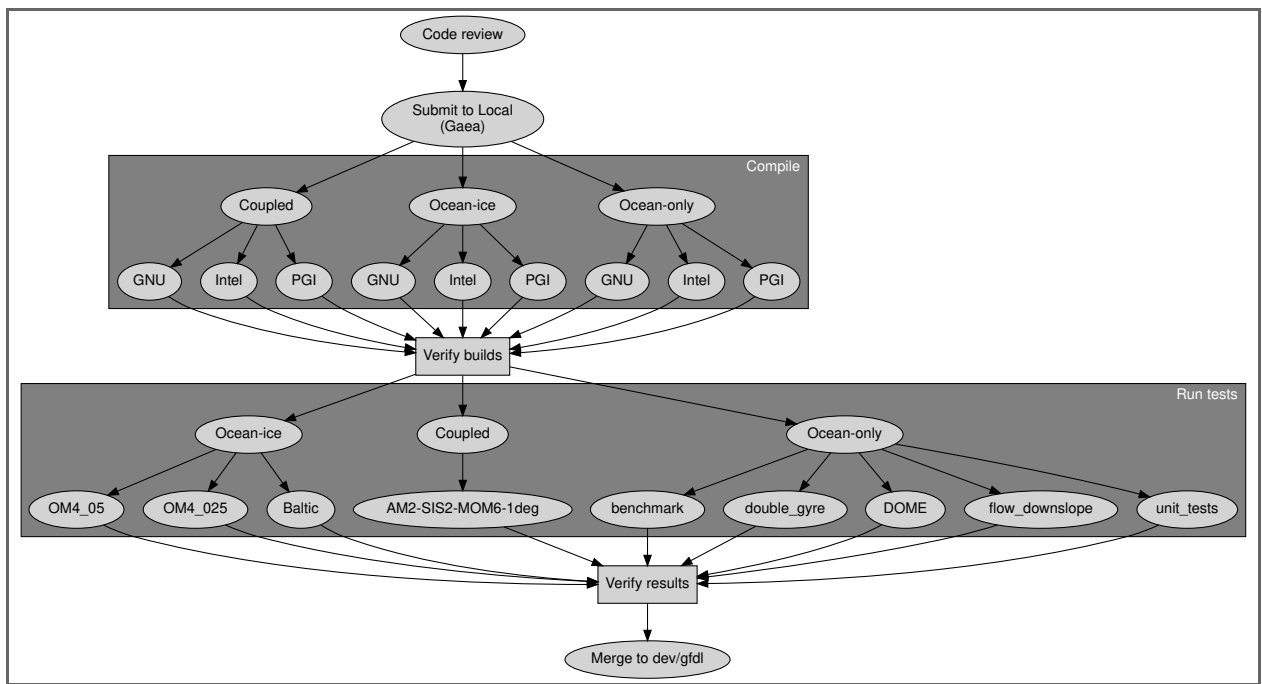 Code review
Submit to Local
(Gaea)
Compile
Coupled
Ocean-ice
Ocean-only
GNU
Intel
PGI
GNU
Intel
PGI
GNU
Intel
PGI
Verify builds
Run tests
Ocean-ice
Coupled
Ocean-only
OM4_05
OM4_025
Baltic
AM2-SIS2-MOM6-1deg
benchmark
double_gyre
DOME
flow_downslope
unit_tests
Verify results
Merge to dev/gfdl